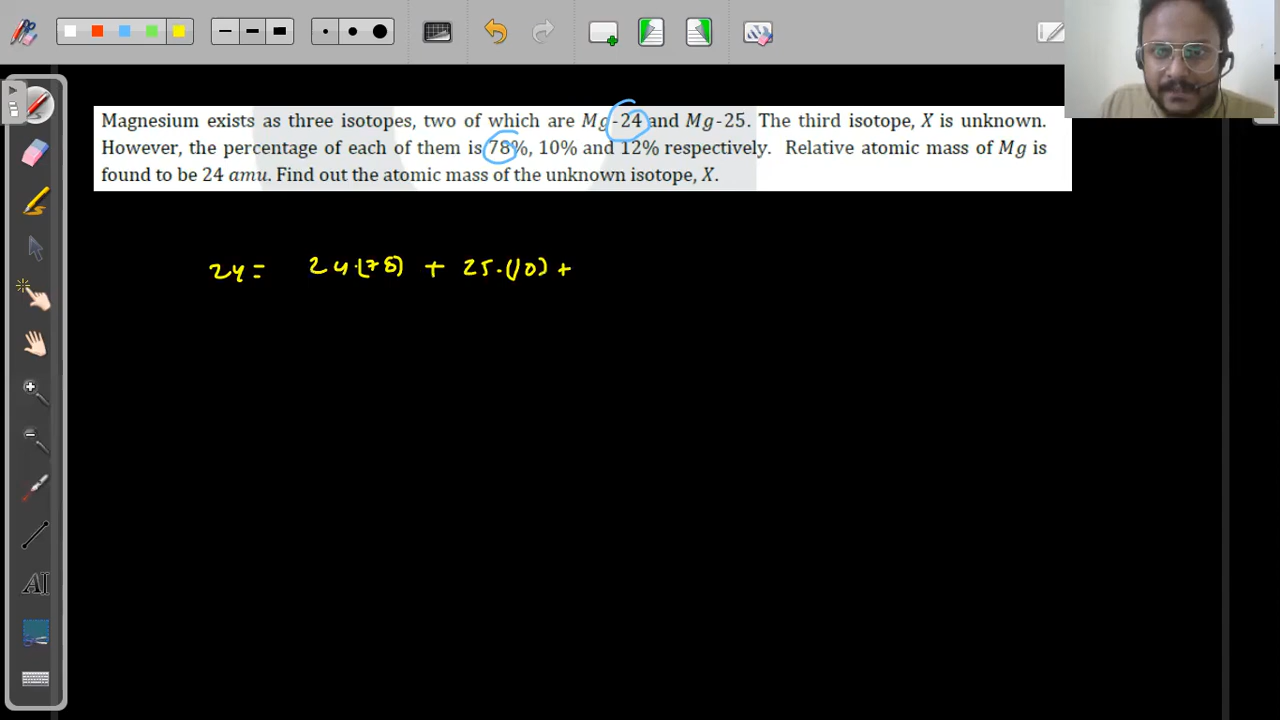 Magnesium exists as three isotopes, two of which are Mg-24 and Mg-25. The third isotope, X is unknown.
However, the percentage of each of them is 78%, 10% and 12% respectively. Relative atomic mass of Mg is
found to be 24 amu. Find out the atomic mass of the unknown isotope, X.
24 = 24.(78) + 25.(10) +
AI